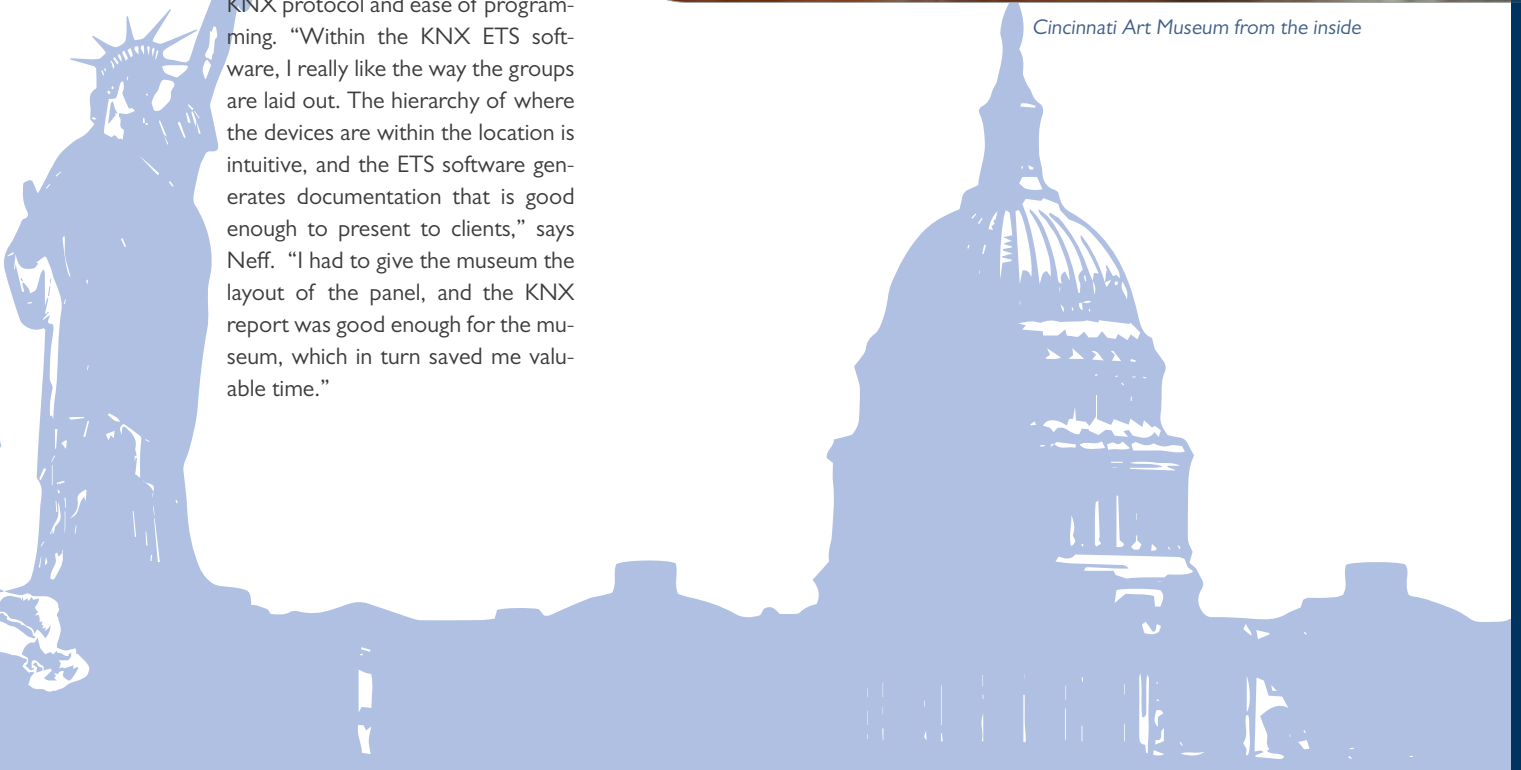 KNX protocol and ease of program-
ming. “Within the KNX ETS soft-
ware, I really like the way the groups
are laid out. The hierarchy of where
the devices are within the location is
intuitive, and the ETS software gen-
erates documentation that is good
enough to present to clients,” says
Neff.  “I had to give the museum the
layout of the panel, and the KNX
report was good enough for the mu-
seum, which in turn saved me valu-
able time.”
Cincinnati Art Museum from the inside